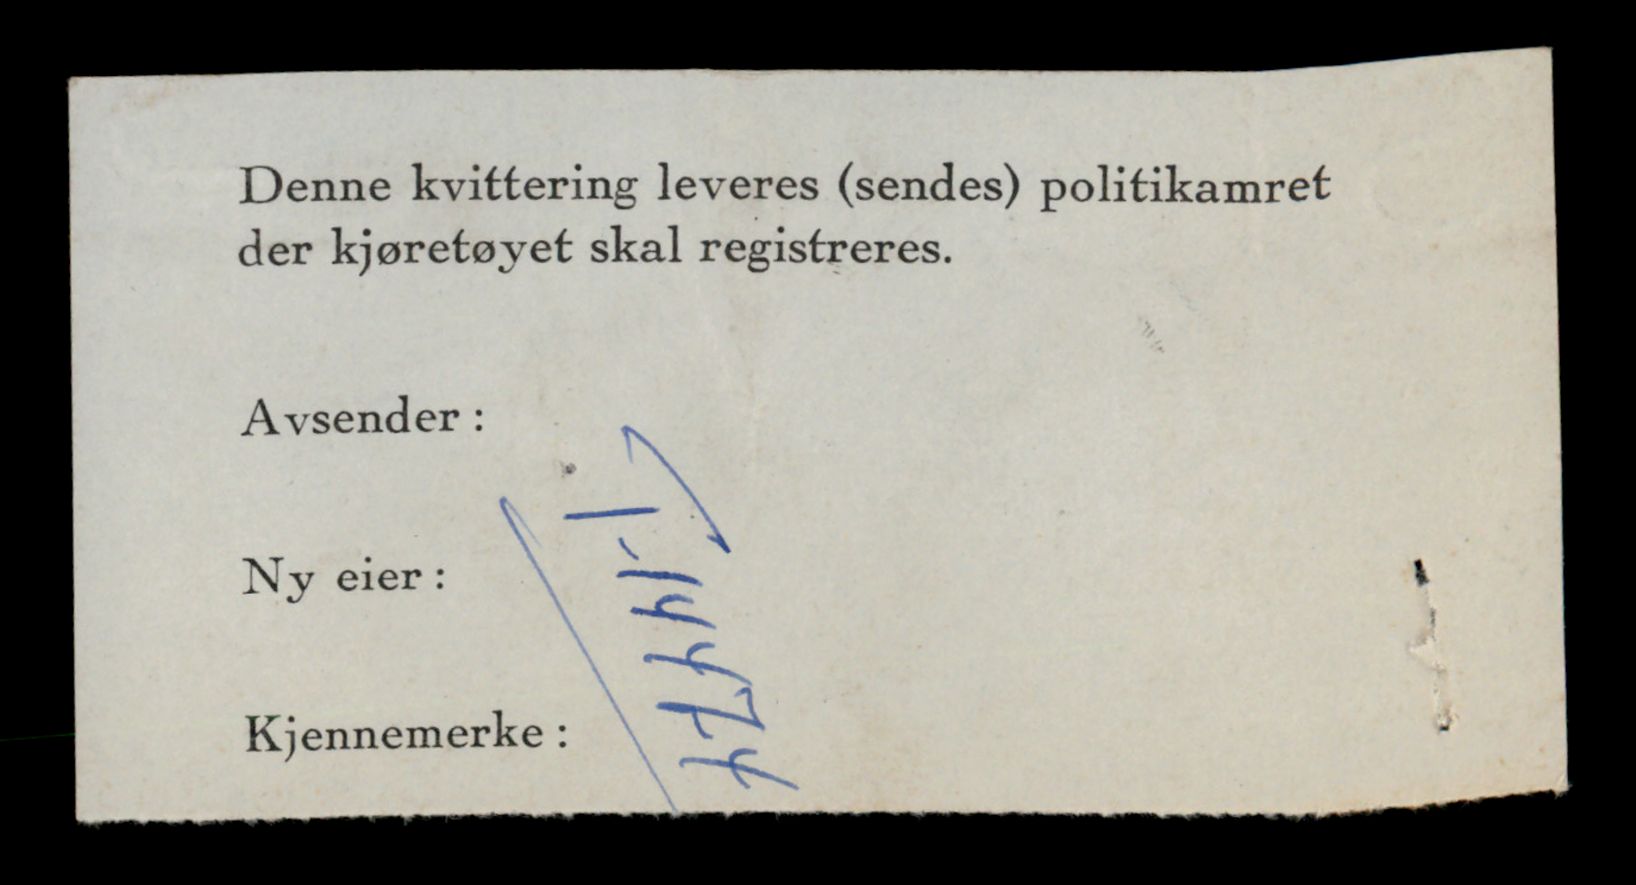 Denne kvittering leveres (sendes) politikamret
der kjøretøyet skal registreres.
Avsender :
Ny eier :
Kjennemerke :
T-14474